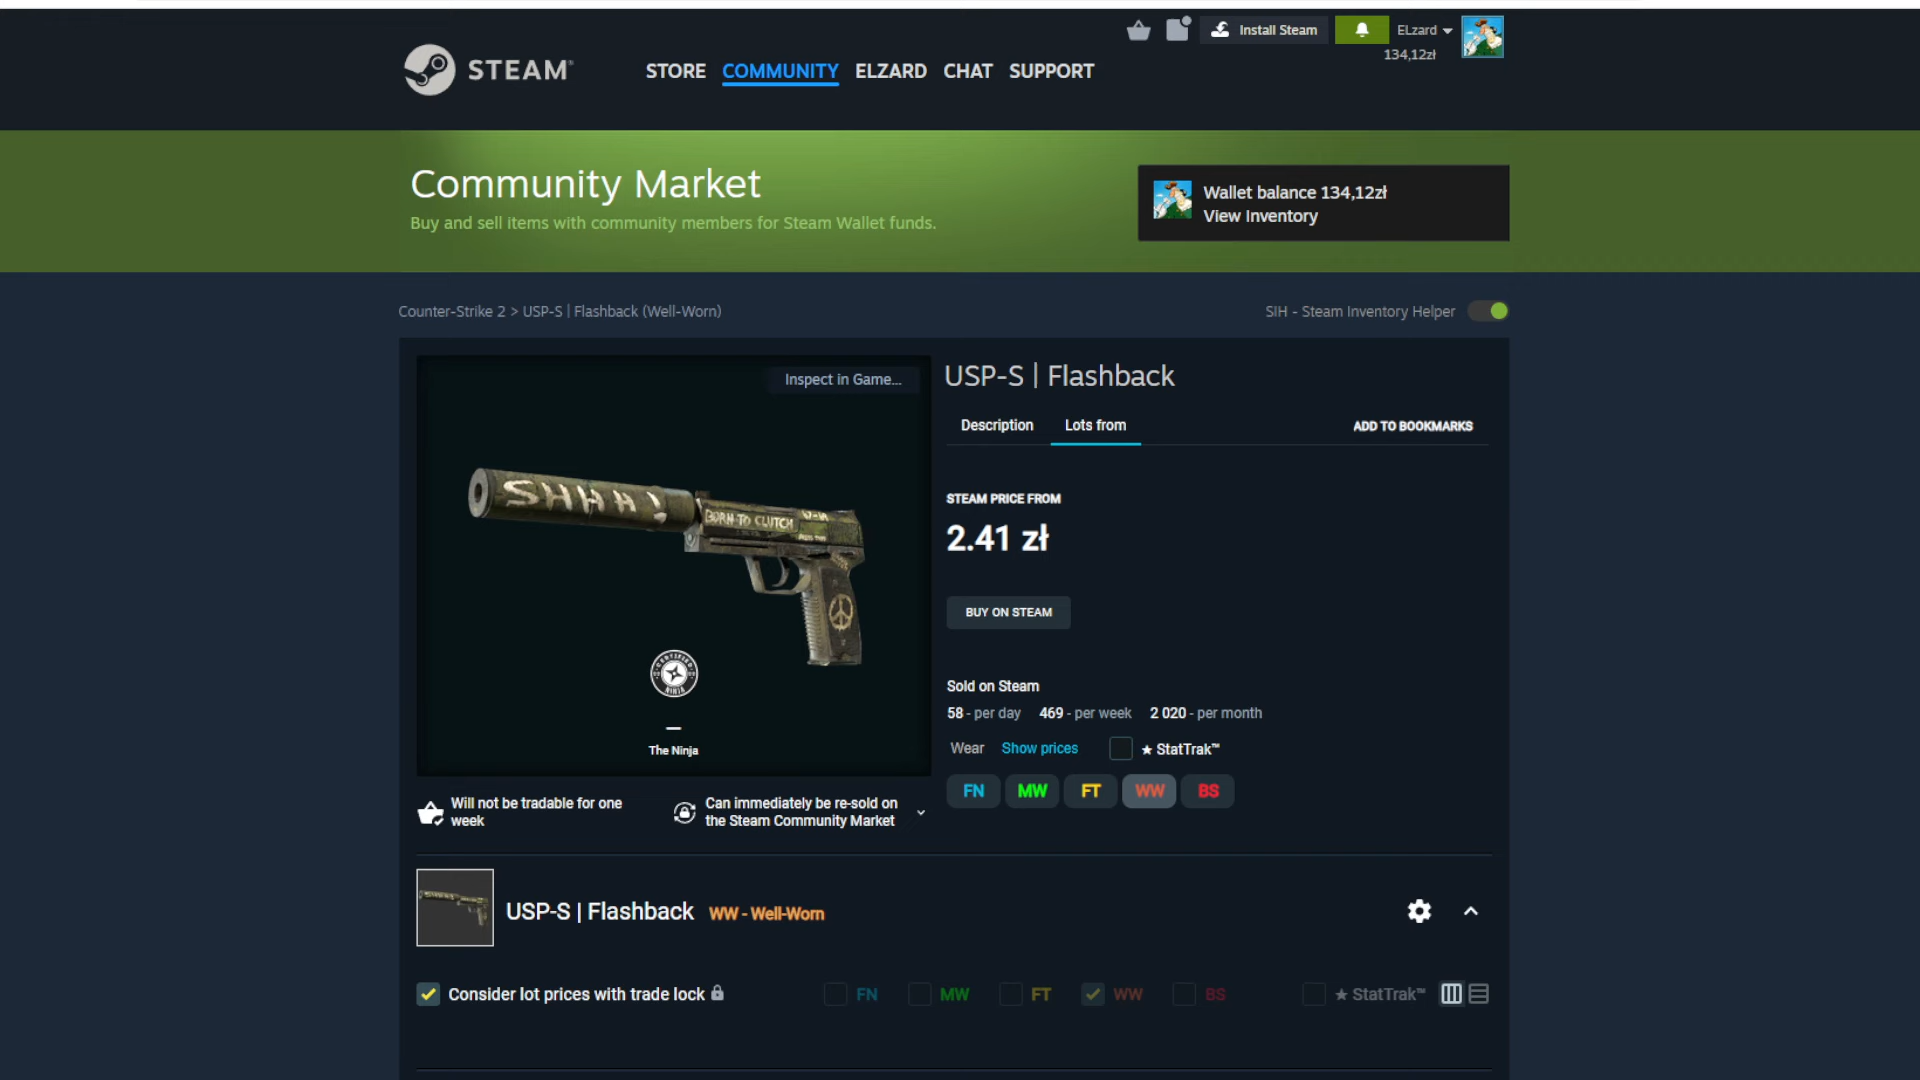 Install Steam
ELzard
134,12zł
STEAM®
STORE COMMUNITY ELZARD CHAT SUPPORT
Community Market
Buy and sell items with community members for Steam Wallet funds.
Wallet balance 134,12zł
View Inventory
Counter-Strike 2 > USP-S | Flashback (Well-Worn)
SIH - Steam Inventory Helper
Inspect in Game...
USP-S | Flashback
Description Lots from ADD TO BOOKMARKS
STEAM PRICE FROM
2.41 zł
SHHH!
BORN TO CLUTCH
BUY ON STEAM
CERTIFIED
NINJA
The Ninja
Sold on Steam
58 - per day 469 - per week 2 020 - per month
Wear Show prices ★ StatTrak™
FN MW FT WW BS
Will not be tradable for one
week
Can immediately be re-sold on
the Steam Community Market
USP-S | Flashback WW - Well-Worn
Consider lot prices with trade lock FN MW FT WW BS ★ StatTrak™